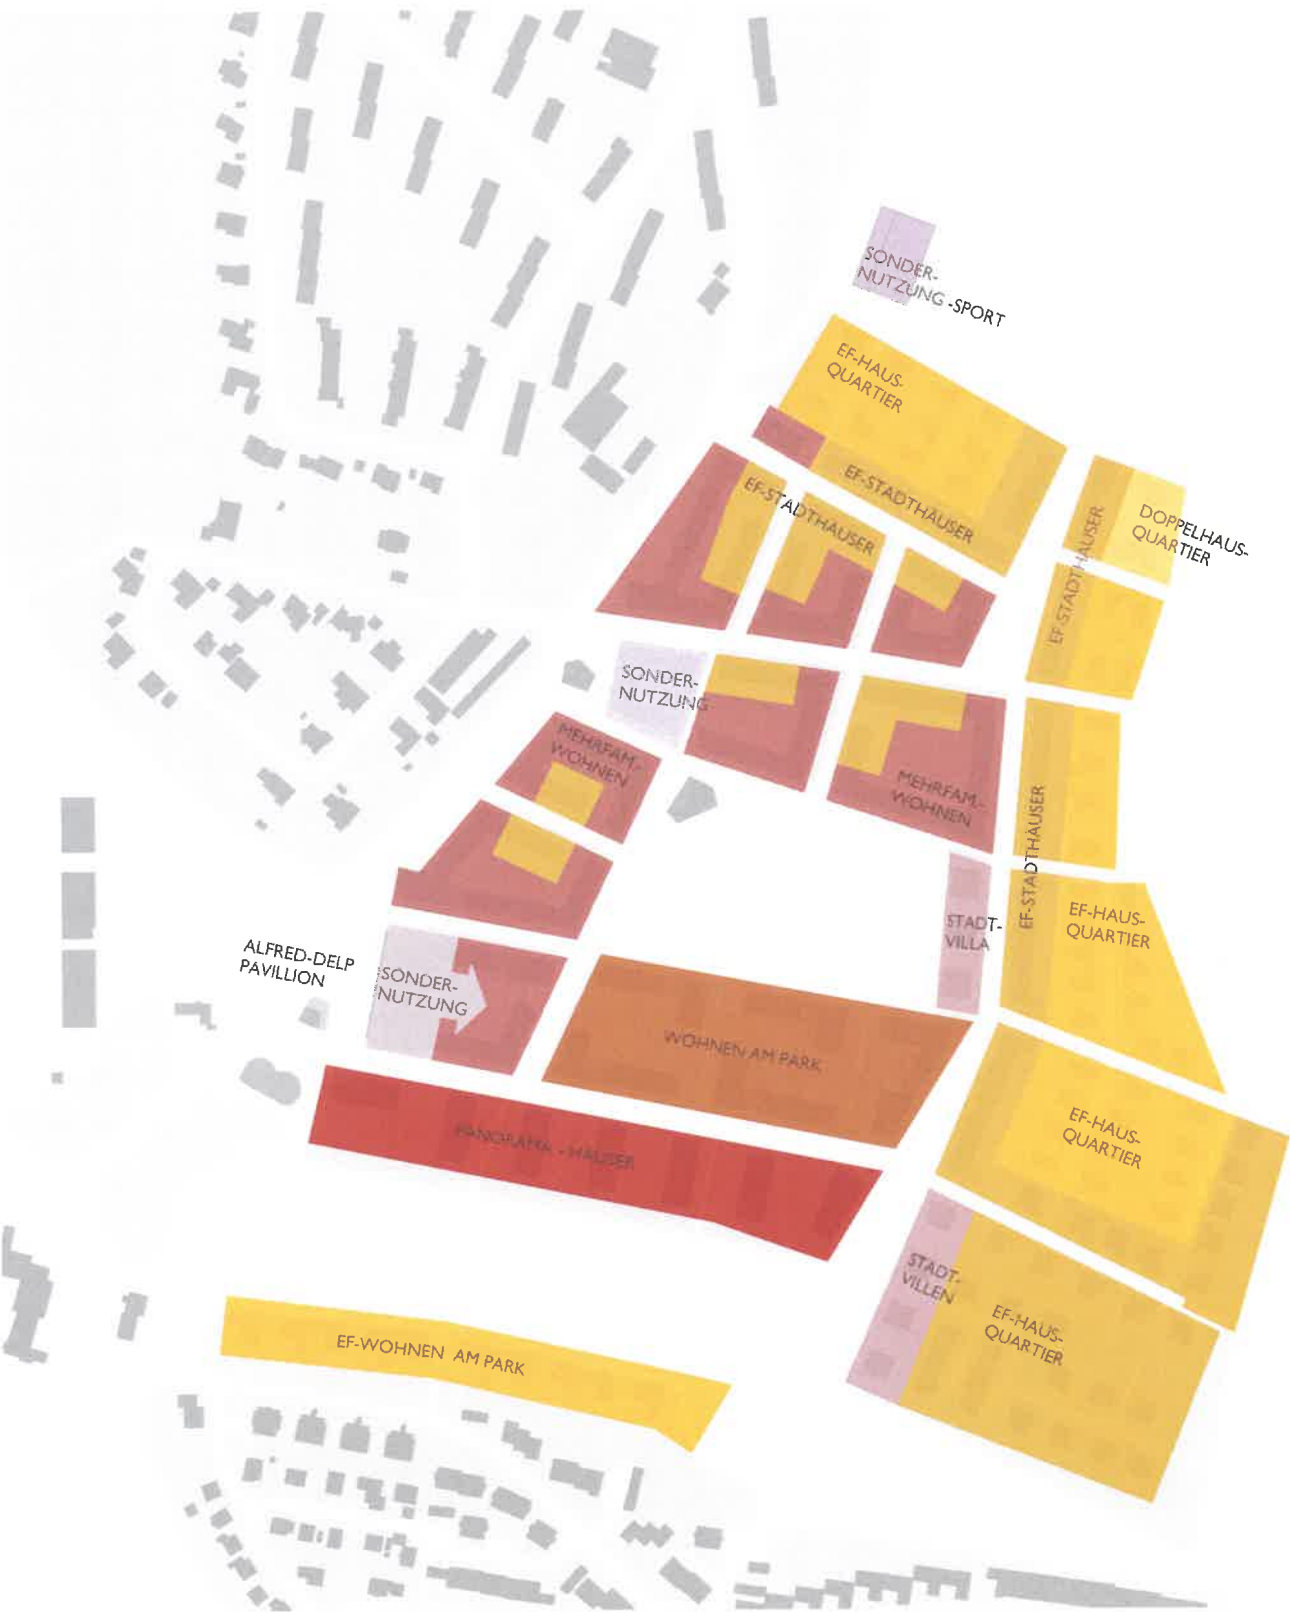 SONDER-
NUTZUNG -SPORT
EF-HAUS-
QUARTIER
EF-STADTHÄUSER
EF-STADTHÄUSER
EF-STADTHÄUSER
DOPPELHAUS-
QUARTIER
EF-STADTHÄUSER
SONDER-
NUTZUNG
MEHRFAM.-
WOHNEN
MEHRFAM.-
WOHNEN
EF-STADTHÄUSER
STADT-
VILLA
EF-HAUS-
QUARTIER
ALFRED-DELP
PAVILLION
SONDER-
NUTZUNG
WOHNEN AM PARK
PANORAMA - HÄUSER
EF-HAUS-
QUARTIER
STADT-
VILLEN
EF-HAUS-
QUARTIER
EF-WOHNEN AM PARK